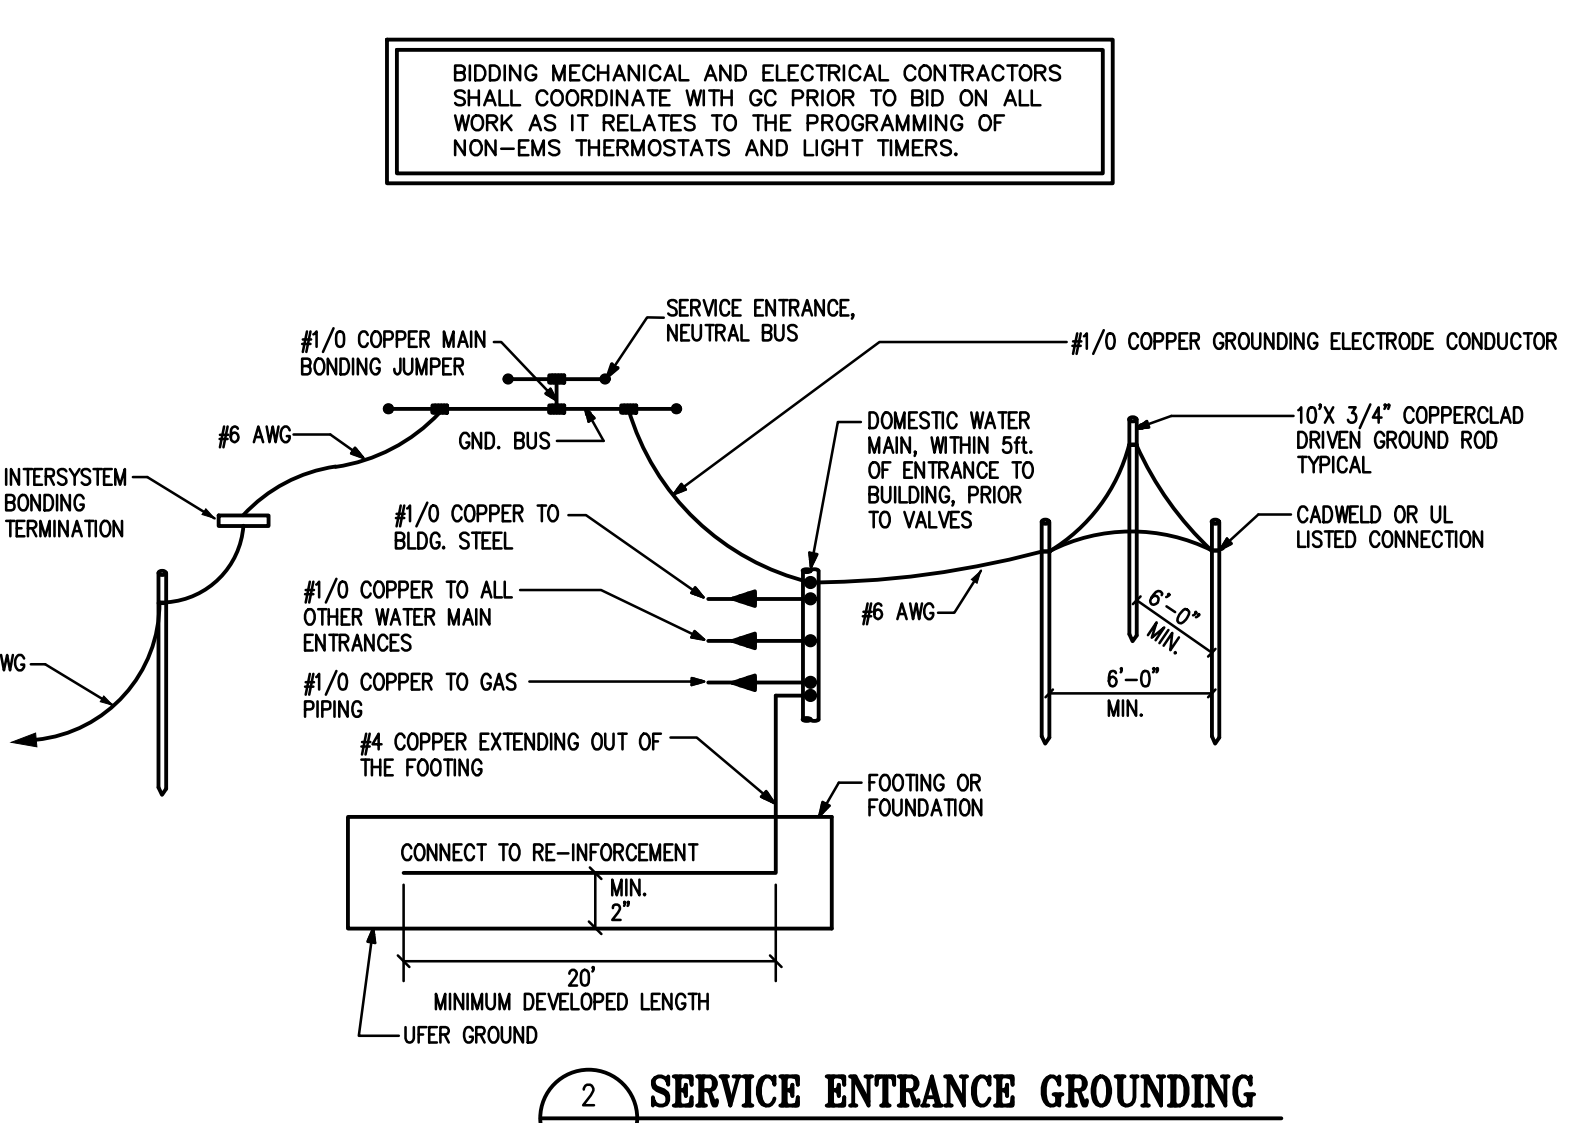 BIDDING MECHANICAL AND ELECTRICAL CONTRACTORS
SHALL COORDINATE WITH GC PRIOR TO BID ON ALL
WORK AS IT RELATES TO THE PROGRAMMING OF
NON-EMS THERMOSTATS AND LIGHT TIMERS.
SERVICE ENTRANCE,
NEUTRAL BUS
#1/0 COPPER MAIN
BONDING JUMPER
#1/0 COPPER GROUNDING ELECTRODE CONDUCTOR
#6 AWG
GND. BUS
DOMESTIC WATER
MAIN, WITHIN 5ft.
OF ENTRANCE TO
BUILDING, PRIOR
TO VALVES
10'X 3/4" COPPERCLAD
DRIVEN GROUND ROD
TYPICAL
INTERSYSTEM
BONDING
TERMINATION
#1/0 COPPER TO
BLDG. STEEL
CADWELD OR UL
LISTED CONNECTION
#1/0 COPPER TO ALL
OTHER WATER MAIN
ENTRANCES
#6 AWG
6'-0"
MIN.
WG
#1/0 COPPER TO GAS
PIPING
6'-0"
MIN.
#4 COPPER EXTENDING OUT OF
THE FOOTING
FOOTING OR
FOUNDATION
CONNECT TO RE-INFORCEMENT
MIN.
2"
20'
MINIMUM DEVELOPED LENGTH
UFER GROUND
2
SERVICE ENTRANCE GROUNDING